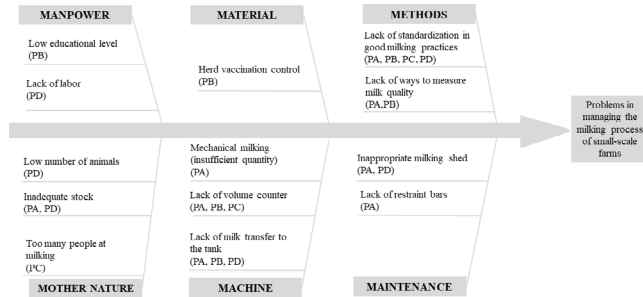 MANPOWER
MATERIAL
METHODS
Low educational level
(PB)
Lack of labor
(PD)
Herd vaccination control
(PB)
Lack of standardization in
good milking practices
(PA, PB, PC, PD)
Lack of ways to measure
milk quality
(PA,PB)
Problems in
managing the
milking process
of small-scale
farms
Low number of animals
(PD)
Inadequate stock
(PA, PD)
Too many people at
milking
(PC)
Mechanical milking
(insufficient quantity)
(PA)
Lack of volume counter
(PA, PB, PC)
Lack of milk transfer to
the tank
(PA, PB, PD)
Inappropriate milking shed
(PA, PD)
Lack of restraint bars
(PA)
MOTHER NATURE
MACHINE
MAINTENANCE